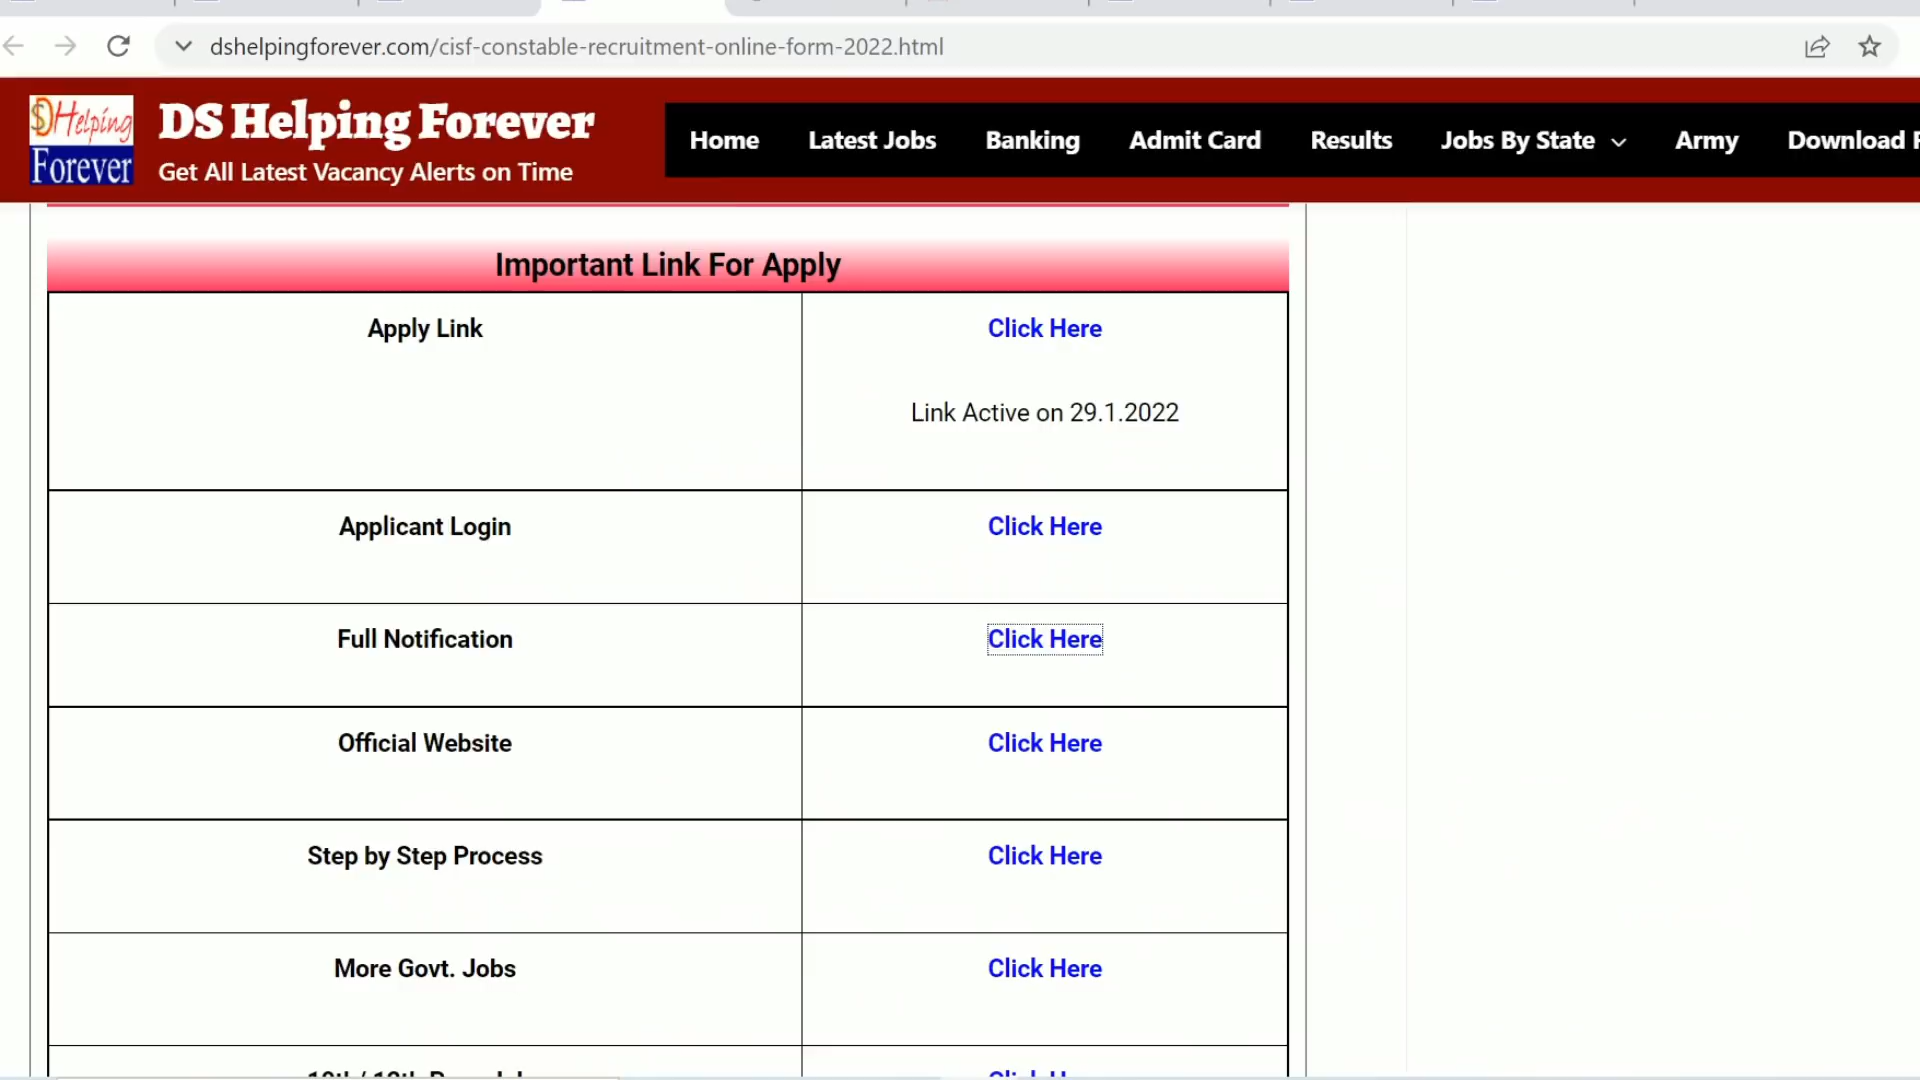 dshelpingforever.com/cisf-constable-recruitment-online-form-2022.html
DHelping
Forever
DS Helping Forever
Get All Latest Vacancy Alerts on Time
Home Latest Jobs Banking Admit Card Results Jobs By State Army Download
Important Link For Apply
Apply Link Click Here
Link Active on 29.1.2022
Applicant Login Click Here
Full Notification Click Here
Official Website Click Here
Step by Step Process Click Here
More Govt. Jobs Click Here